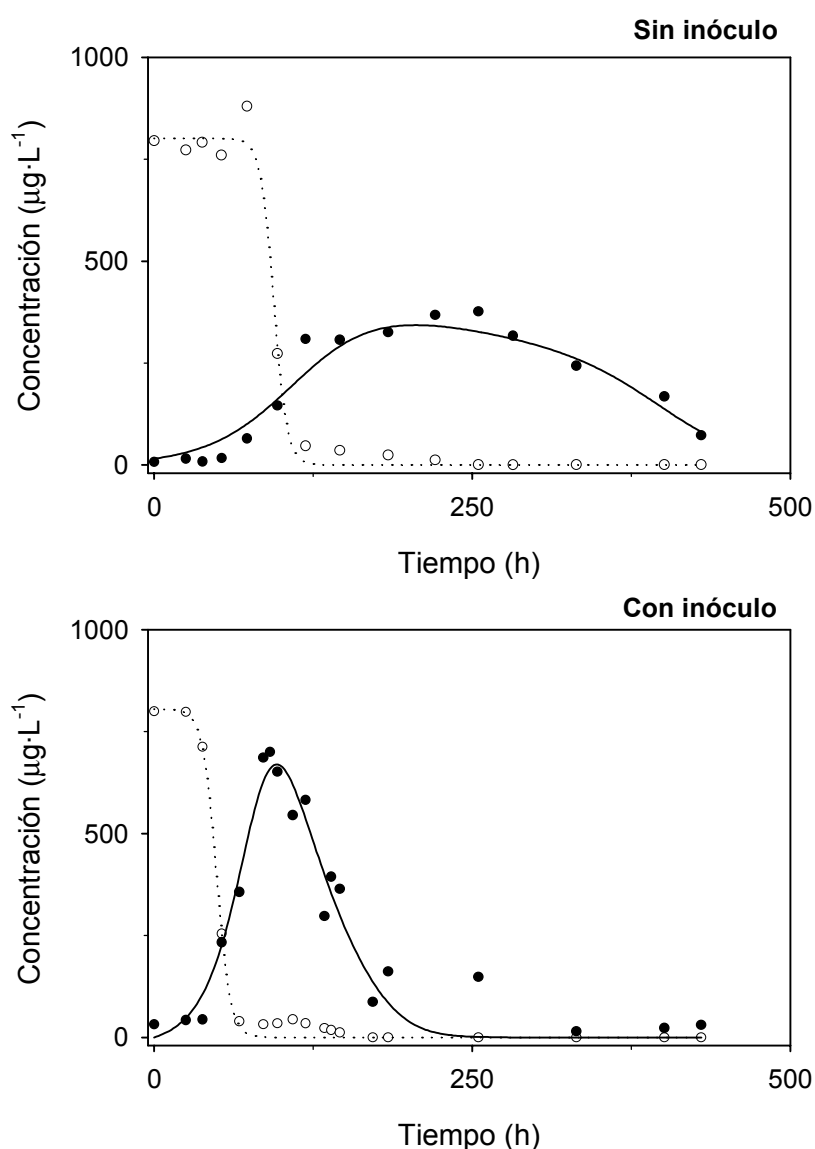 Sin inóculo
1000
500
0
Concentración (µg·L⁻¹)
0 250 500
Tiempo (h)
Con inóculo
1000
500
0
Concentración (µg·L⁻¹)
0 250 500
Tiempo (h)